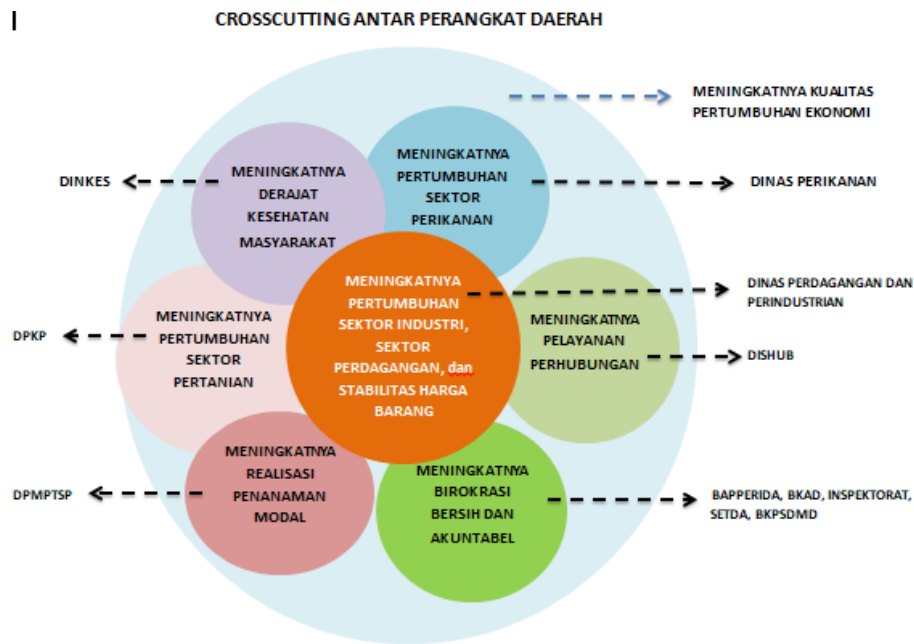 I
CROSSCUTTING ANTAR PERANGKAT DAERAH
MENINGKATNYA KUALITAS
PERTUMBUHAN EKONOMI
DINKES
MENINGKATNYA
DERAJAT
KESEHATAN
MASYARAKAT
MENINGKATNYA
PERTUMBUHAN
SEKTOR
PERIKANAN
DINAS PERIKANAN
MENINGKATNYA
PERTUMBUHAN
SEKTOR INDUSTRI,
SEKTOR
PERDAGANGAN, dan
STABILITAS HARGA
BARANG
DINAS PERDAGANGAN DAN
PERINDUSTRIAN
DPKP
MENINGKATNYA
PERTUMBUHAN
SEKTOR
PERTANIAN
MENINGKATNYA
PELAYANAN
PERHUBUNGAN
DISHUB
DPMPTSP
MENINGKATNYA
REALISASI
PENANAMAN
MODAL
MENINGKATNYA
BIROKRASI
BERSIH DAN
AKUNTABEL
BAPPERIDA, BKAD, INSPEKTORAT,
SETDA, BKPSDMD